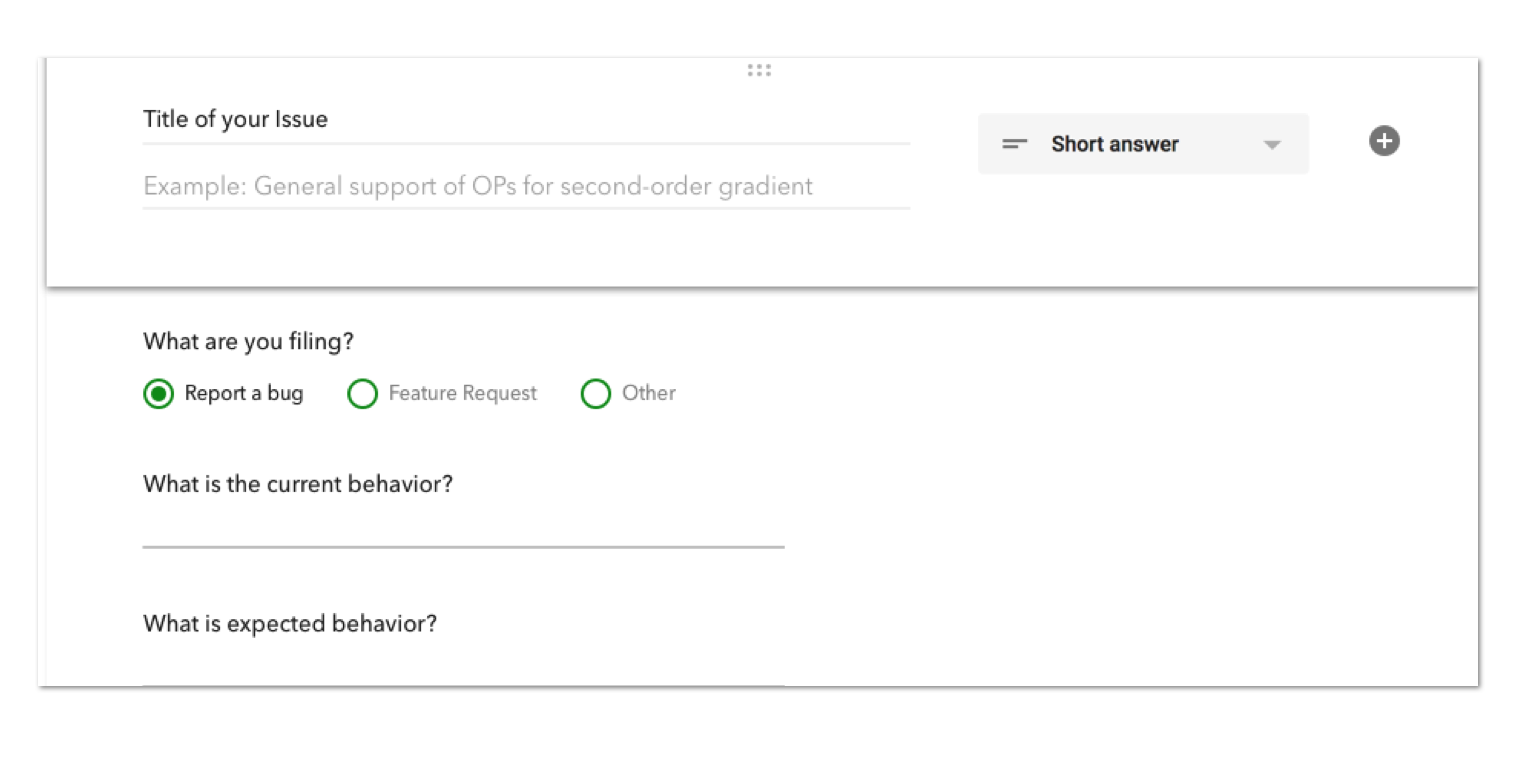 Title of your Issue
Short answer
Example: General support of OPs for second-order gradient
What are you filing?
Report a bug Feature Request Other
What is the current behavior?
What is expected behavior?